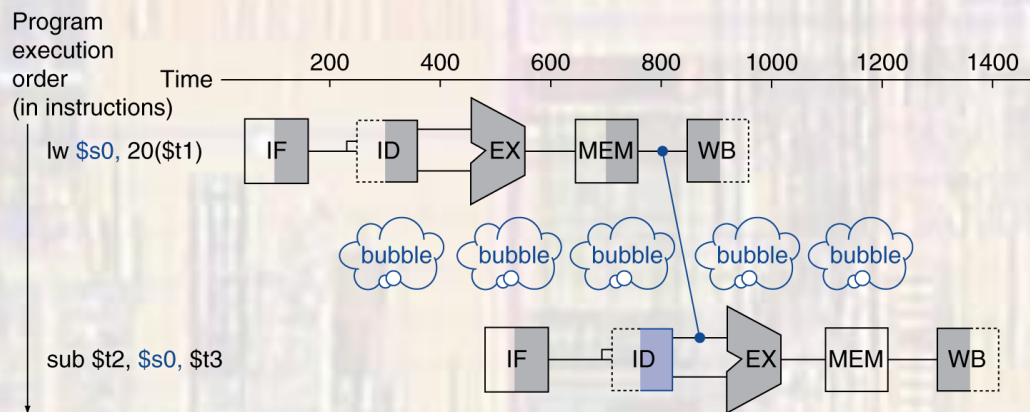 Program
execution
order
(in instructions)
Time
200 400 600 800 1000 1200 1400
lw $s0, 20($t1)
IF ID EX MEM WB
bubble bubble bubble bubble bubble
sub $t2, $s0, $t3
IF ID EX MEM WB